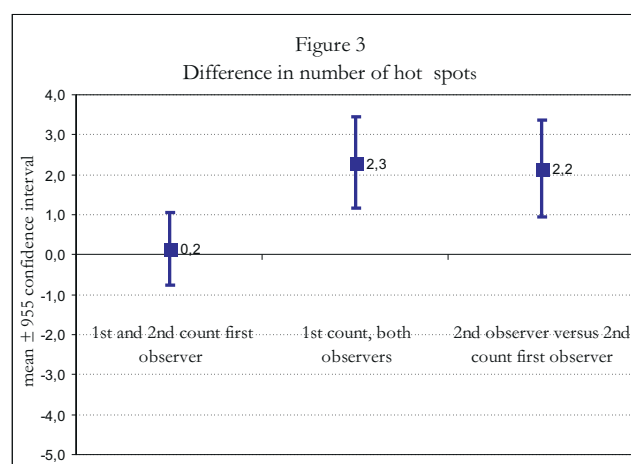 Figure 3
Difference in number of hot spots
mean ± 955 confidence interval
4,0
3,0
2,0
1,0
0,0
-1,0
-2,0
-3,0
-4,0
-5,0
0,2
2,3
2,2
1st and 2nd count first
observer
1st count, both
observers
2nd observer versus 2nd
count first observer